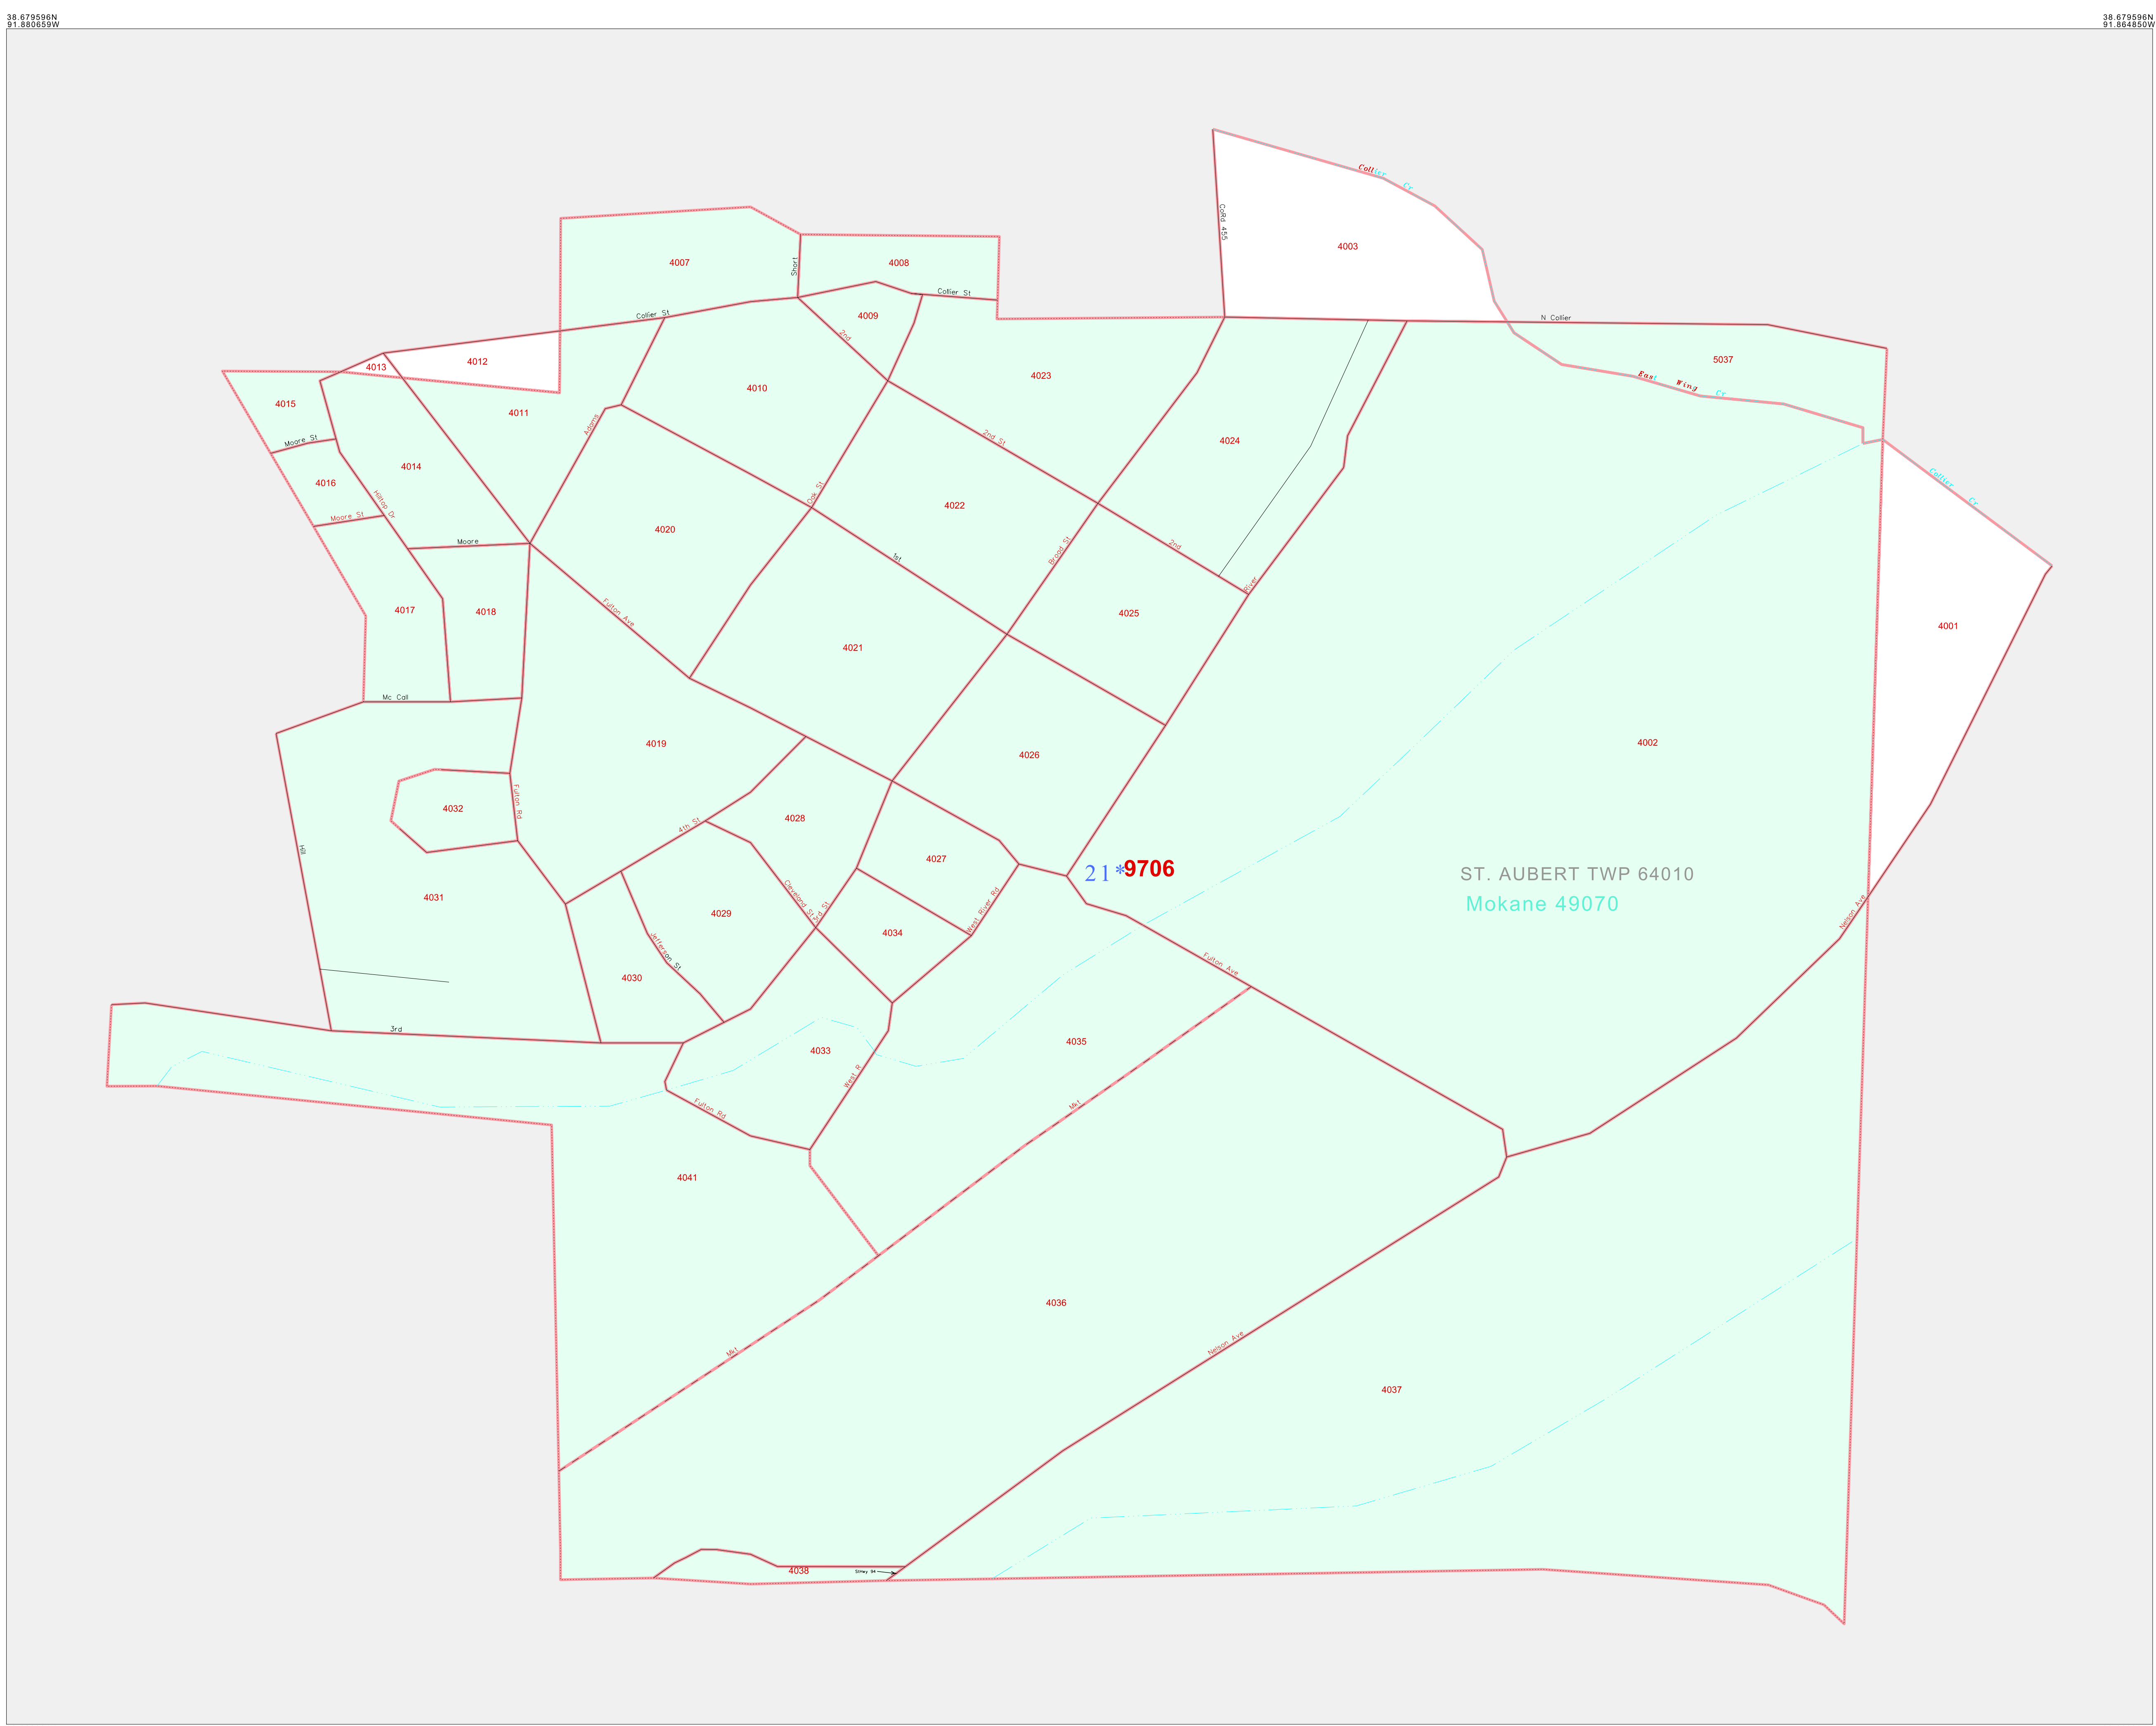 38.679596N
91.880659W
38.679596N
91.864850W
Collier Cr
CoRd 455
4003
4007
Short
4008
Collier St
Collier St
4009
2nd
N Collier
5037
East Wing Cr
4012
4013
4023
4010
4015
4011
Adams
Moore St
4024
2nd St
4014
Collier Cr
4016
Hilltop Dr
Oak St
4022
Moore St
4020
1st
Moore
Broad St
2nd
River
4017
4018
Fulton Ave
4025
4001
4021
Mc Call
4019
4002
4026
4032
Fulton Rd
4th St
4028
Hill
4027
21*9706
ST. AUBERT TWP 64010
Mokane 49070
4031
4029
Cleveland St
3rd St
West River Rd
Nelson Ave
4034
Jefferson St
4030
Fulton Ave
3rd
4033
4035
West R
Fulton Rd
Mkt
4041
4036
Mkt
Nelson Ave
4037
4038
StHwy 94